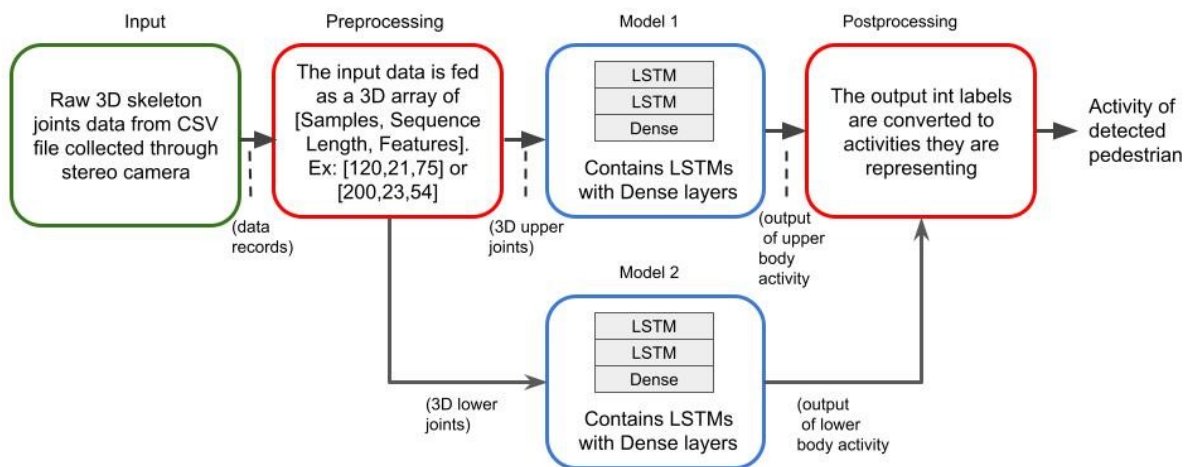 Input
Preprocessing
Model 1
Postprocessing
Raw 3D skeleton
joints data from CSV
file collected through
stereo camera
The input data is fed
as a 3D array of
[Samples, Sequence
Length, Features].
Ex: [120,21,75] or
[200,23,54]
LSTM
LSTM
Dense
Contains LSTMs
with Dense layers
The output int labels
are converted to
activities they are
representing
Activity of
detected
pedestrian
(data
records)
(3D upper
joints)
(output
of upper
body
activity)
Model 2
LSTM
LSTM
Dense
Contains LSTMs
with Dense layers
(3D lower
joints)
(output
of lower
body activity)